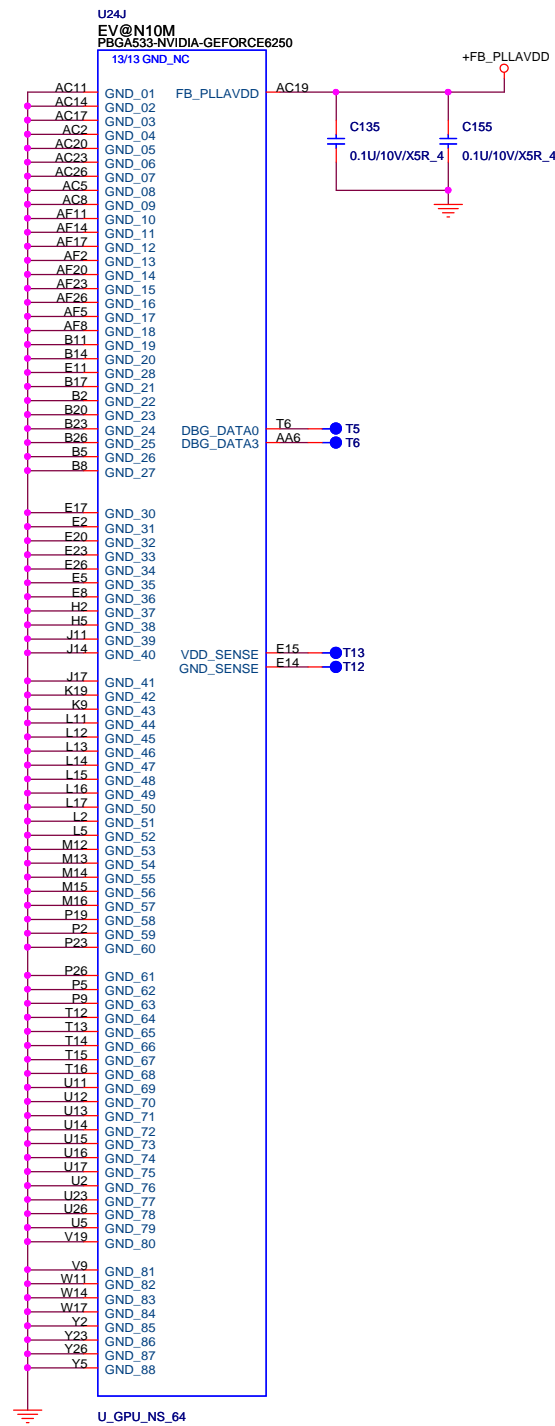 U24J
EV@N10M
PBGA533-NVIDIA-GEFORCE6250
13/13 GND_NC
+FB_PLLAVDD
AC11 GND_01 FB_PLLAVDD AC19
AC14 GND_02
AC17 GND_03
AC2 GND_04
C135 C155
AC20 GND_05
AC23 GND_06
0.1U/10V/X5R_4 0.1U/10V/X5R_4
AC26 GND_07
AC5 GND_08
AC8 GND_09
AF11 GND_10
AF14 GND_11
AF17 GND_12
AF2 GND_13
AF20 GND_14
AF23 GND_15
AF26 GND_16
AF5 GND_17
AF8 GND_18
B11 GND_19
B14 GND_20
E11 GND_28
B17 GND_21
B2 GND_22
B20 GND_23
B23 GND_24 DBG_DATA0 T6 T5
B26 GND_25 DBG_DATA3 AA6 T6
B5 GND_26
B8 GND_27
E17 GND_30
E2 GND_31
E20 GND_32
E23 GND_33
E26 GND_34
E5 GND_35
E8 GND_36
H2 GND_37
H5 GND_38
J11 GND_39
J14 GND_40 VDD_SENSE E15 T13
GND_SENSE E14 T12
J17 GND_41
K19 GND_42
K9 GND_43
L11 GND_44
L12 GND_45
L13 GND_46
L14 GND_47
L15 GND_48
L16 GND_49
L17 GND_50
L2 GND_51
L5 GND_52
M12 GND_53
M13 GND_54
M14 GND_55
M15 GND_56
M16 GND_57
P19 GND_58
P2 GND_59
P23 GND_60
P26 GND_61
P5 GND_62
P9 GND_63
T12 GND_64
T13 GND_65
T14 GND_66
T15 GND_67
T16 GND_68
U11 GND_69
U12 GND_70
U13 GND_71
U14 GND_72
U15 GND_73
U16 GND_74
U17 GND_75
U2 GND_76
U23 GND_77
U26 GND_78
U5 GND_79
V19 GND_80
V9 GND_81
W11 GND_82
W14 GND_83
W17 GND_84
Y2 GND_85
Y23 GND_86
Y26 GND_87
Y5 GND_88
U_GPU_NS_64